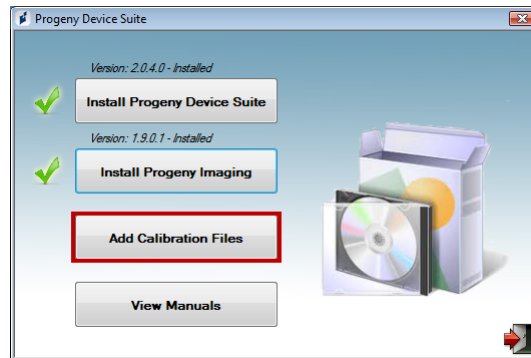 Progeny Device Suite
Version: 2.0.4.0 - Installed
Install Progeny Device Suite
Version: 1.9.0.1 - Installed
Install Progeny Imaging
Add Calibration Files
View Manuals